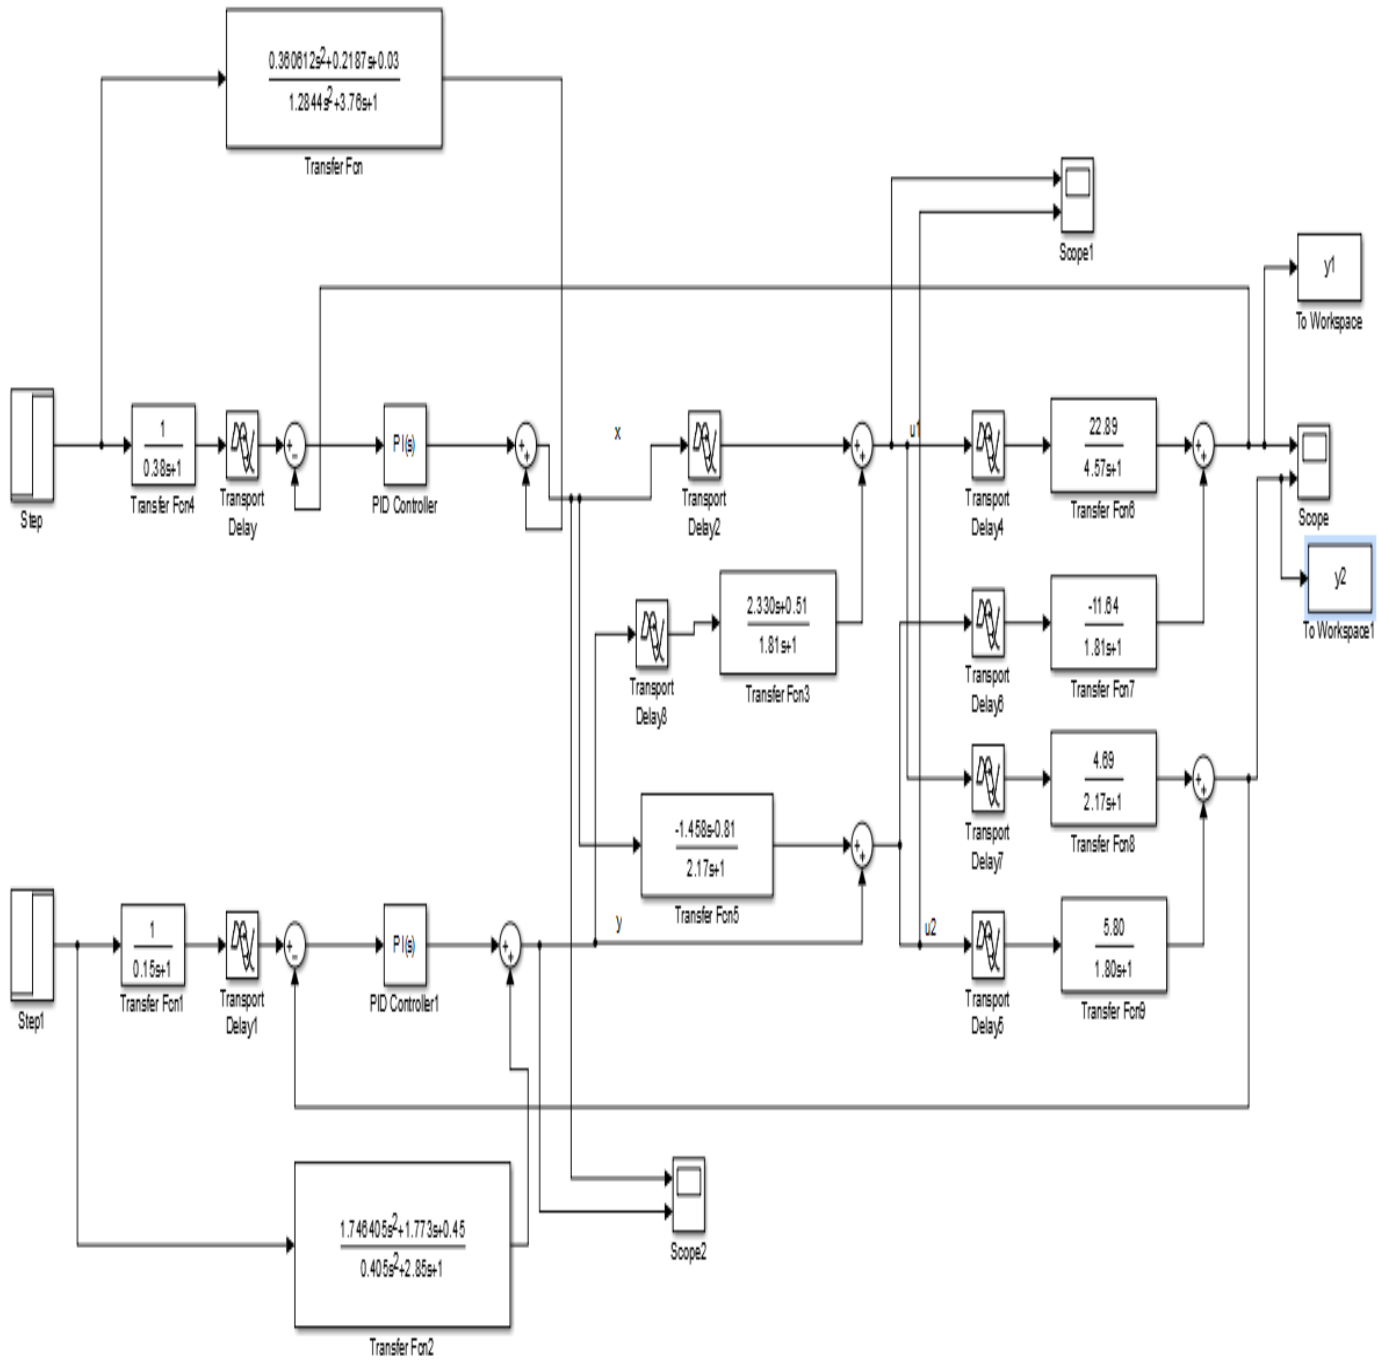 0.360612s2+0.2187s+0.03
1.2844s2+3.76s+1
Transfer Fcn
Scope1
y1
To Workspace
Step
1
0.38s+1
Transfer Fcn4
Transport
Delay
+
−
PI(s)
PID Controller
+
+
x
Transport
Delay2
+
+
u1
Transport
Delay4
22.89
4.57s+1
Transfer Fcn6
+
+
Scope
y2
To Workspace1
Transport
Delay3
2.330s+0.51
1.81s+1
Transfer Fcn3
Transport
Delay6
-11.64
1.81s+1
Transfer Fcn7
-1.458s-0.81
2.17s+1
Transfer Fcn5
+
+
Transport
Delay7
4.69
2.17s+1
Transfer Fcn8
+
+
Step1
1
0.15s+1
Transfer Fcn1
Transport
Delay1
+
−
PI(s)
PID Controller1
+
+
y
u2
Transport
Delay5
5.80
1.80s+1
Transfer Fcn9
Scope2
1.746405s2+1.773s+0.45
0.405s2+2.85s+1
Transfer Fcn2